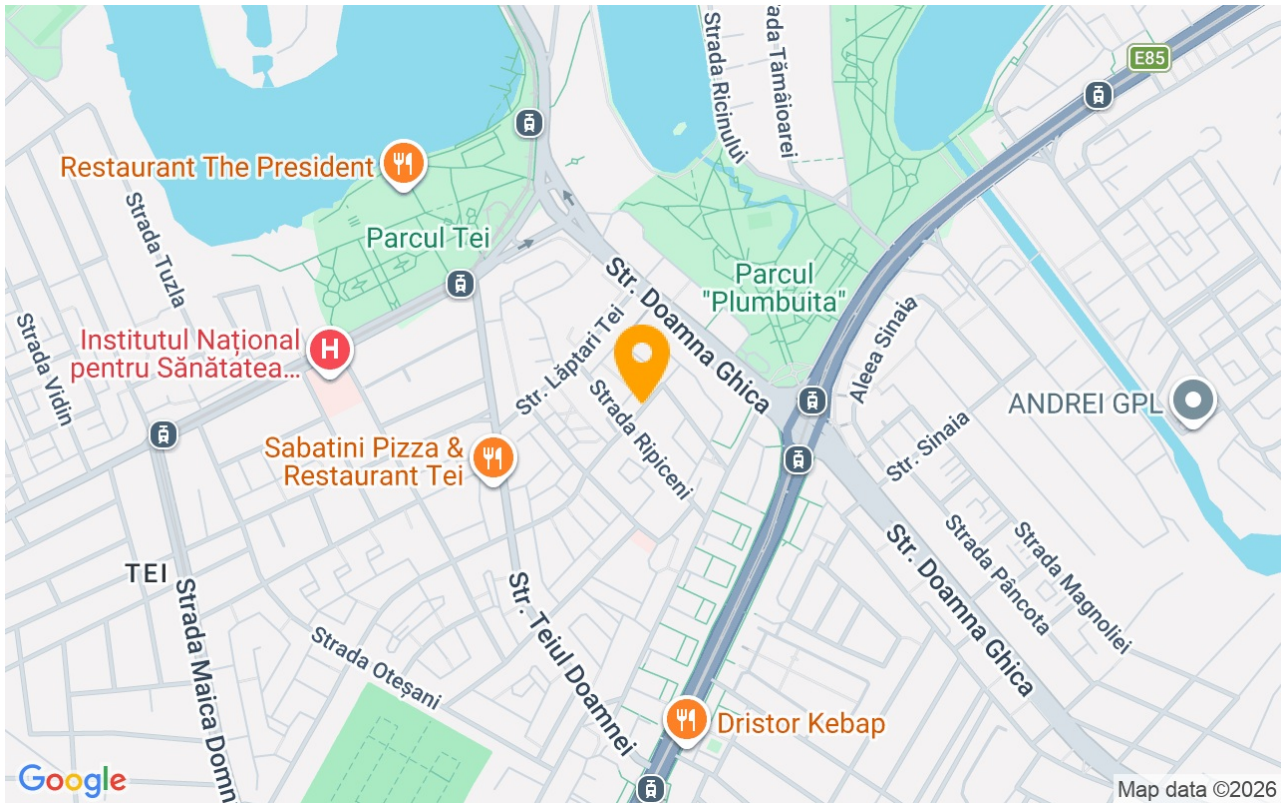 Strada Ricinului
ada Tămâioarei
E85
Restaurant The President
Strada Tuzla
Parcul Tei
Str. Doamna Ghica
Parcul
"Plumbuita"
Strada Vidin
Institutul Național
pentru Sănătatea...
H
Str. Lăptari Tei
Aleea Sinaia
ANDREI GPL
Strada Ripiceni
Sabatini Pizza &
Restaurant Tei
Str. Sinaia
TEI
Strada Maica Domn
Str. Teiul Doamnei
Strada Oteșani
Strada Pâncota
Strada Magnoliei
Str. Doamna Ghica
Dristor Kebap
Google
Map data ©2026